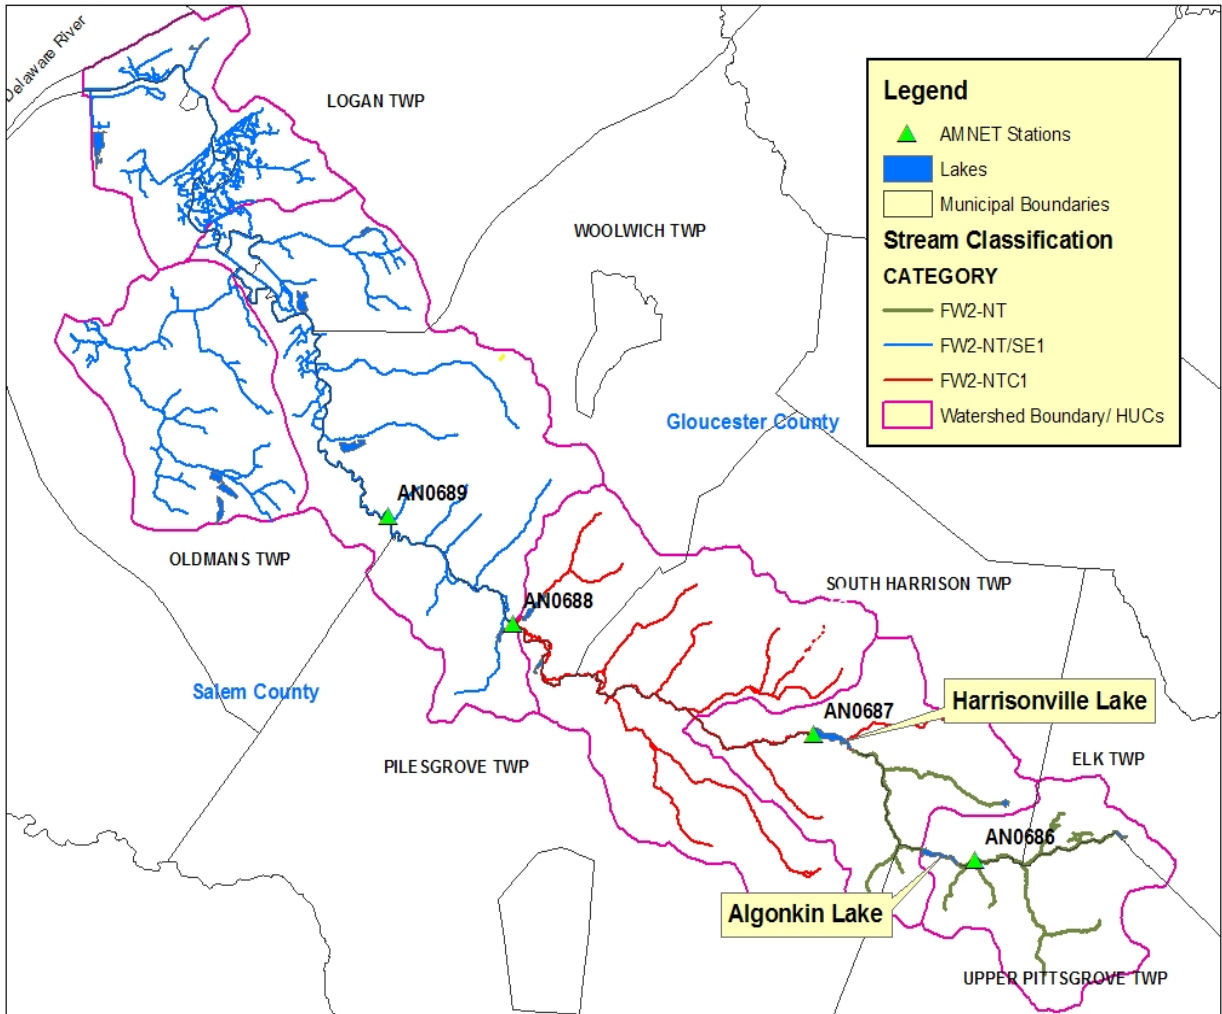 Delaware River
LOGAN TWP
WOOLWICH TWP
Legend
AMNET Stations
Lakes
Municipal Boundaries
Stream Classification
CATEGORY
FW2-NT
FW2-NT/SE1
FW2-NTC1
Watershed Boundary/ HUCs
Gloucester County
AN0689
OLDMANS TWP
SOUTH HARRISON TWP
AN0688
Salem County
Harrisonville Lake
AN0687
PILESGROVE TWP
ELK TWP
AN0686
Algonkin Lake
UPPER PITTSGROVE TWP